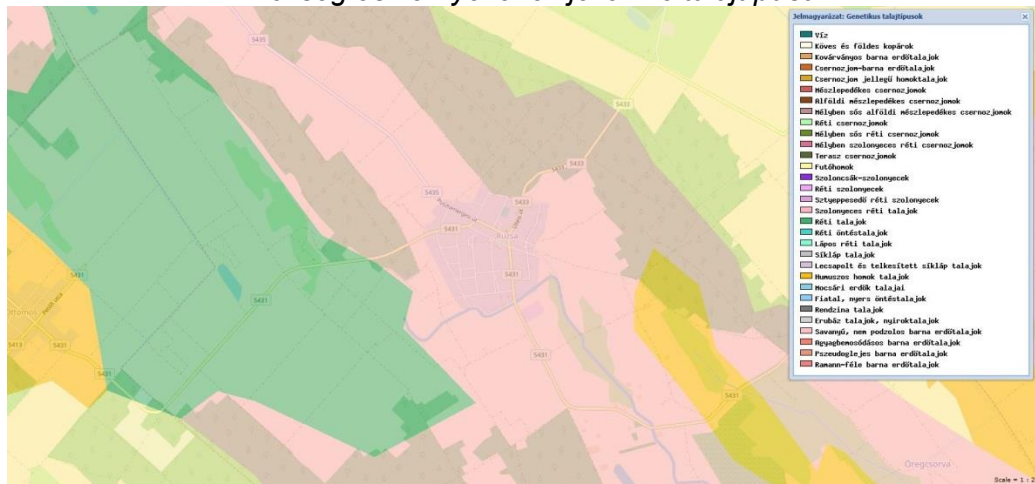 Jelmagyarázat: Genetikus talajtípusok
Víz
Köves és földes kopárok
Kovárványos barna erdőtalajok
Csernozjom-barna erdőtalajok
Csernozjom jellegű homoktalajok
Mészlepedékes csernozjomok
Alföldi mészlepedékes csernozjomok
Mélyben sós alföldi mészlepedékes csernozjomok
Réti csernozjomok
Mélyben sós réti csernozjomok
Mélyben szolonyeces réti csernozjomok
Terasz csernozjomok
Futóhomok
Szoloncsák-szolonyecek
Réti szolonyecek
Sztyeppesedő réti szolonyecek
Szolonyeces réti talajok
Réti talajok
Réti öntéstalajok
Lápos réti talajok
Síkláp talajok
Lecsapolt és telkesített síkláp talajok
Humuszos homok talajok
Mocsári erdők talajai
Fiatal, nyers öntéstalajok
Rendzina talajok
Erubáz talajok, nyiroktalajok
Savanyú, nem podzolos barna erdőtalajok
Agyagbemosódásos barna erdőtalajok
Pszeudoglejes barna erdőtalajok
Ramann-féle barna erdőtalajok
5435
5433
5433
5435
5433
5431
Ruzsa
5431
5431
5431
5431
5413
5431
5431
5431
Öregcsorva
Scale = 1 :